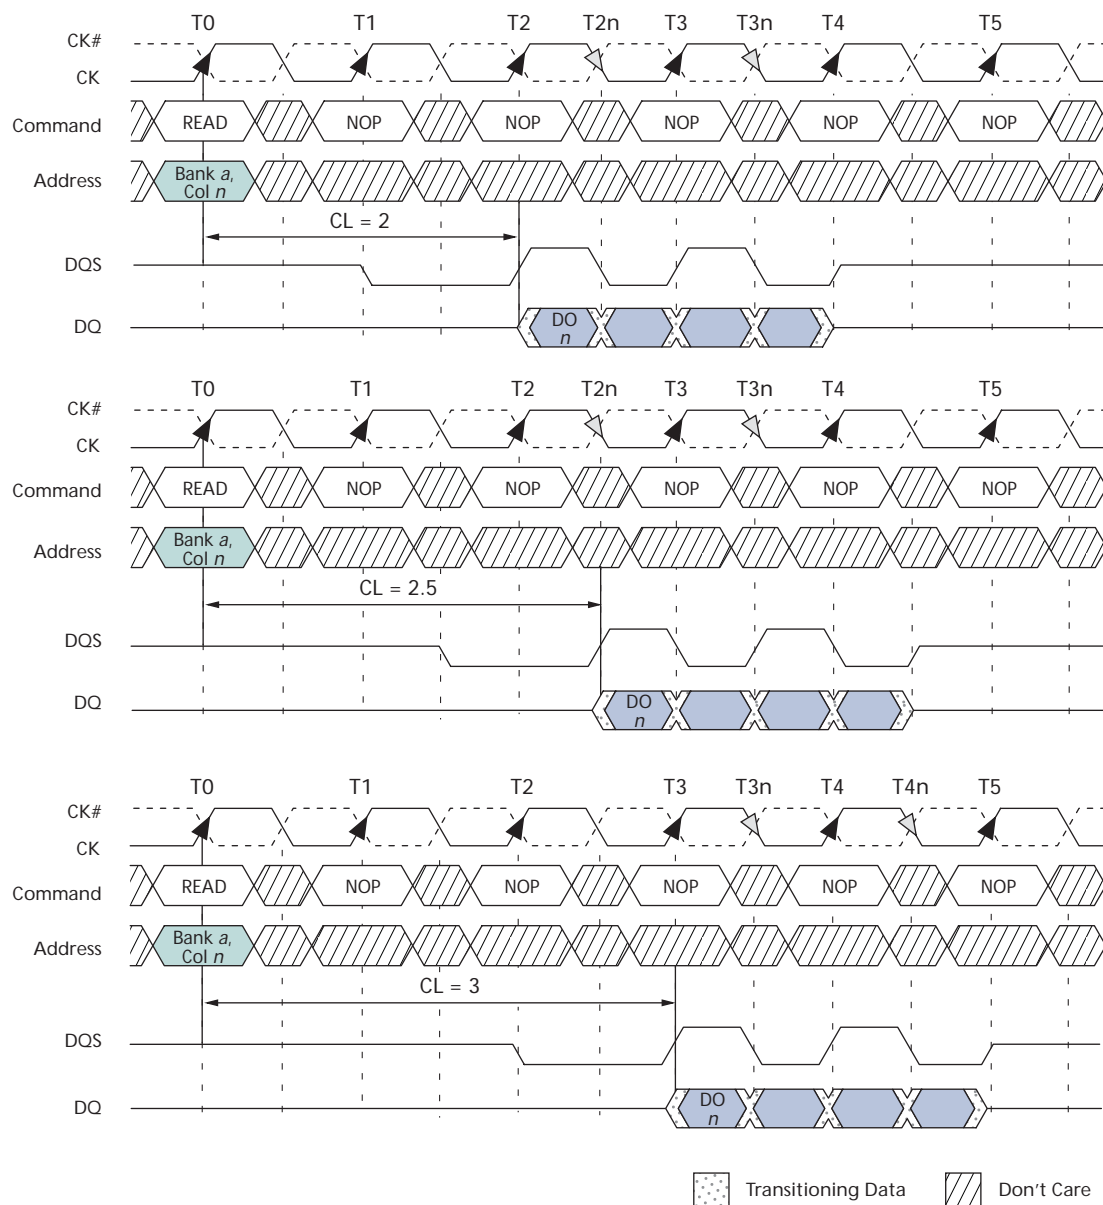 T0 T1 T2 T2n T3 T3n T4 T5
CK#
CK
Command READ NOP NOP NOP NOP NOP
Address Bank a,
Col n
CL = 2
DQS
DQ DO
n
T0 T1 T2 T2n T3 T3n T4 T5
CK#
CK
Command READ NOP NOP NOP NOP NOP
Address Bank a,
Col n
CL = 2.5
DQS
DQ DO
n
T0 T1 T2 T3 T3n T4 T4n T5
CK#
CK
Command READ NOP NOP NOP NOP NOP
Address Bank a,
Col n
CL = 3
DQS
DQ DO
n
Transitioning Data Don't Care